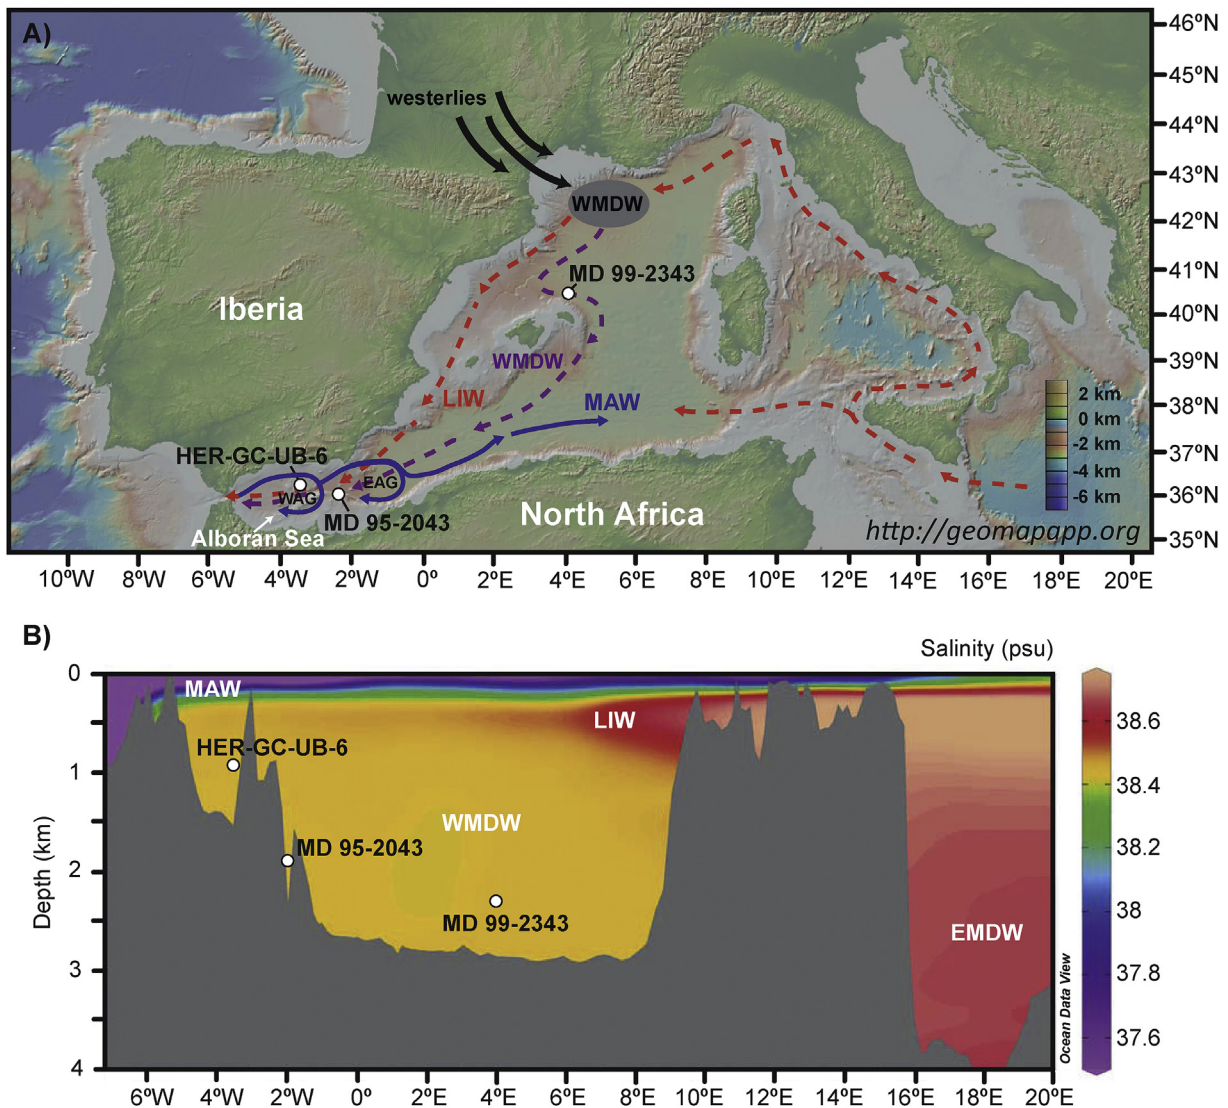 A)
westerlies
WMDW
MD 99-2343
Iberia
WMDW
LIW
MAW
HER-GC-UB-6
WAG
EAG
MD 95-2043
Alboran Sea
North Africa
http://geomapapp.org
2 km
0 km
-2 km
-4 km
-6 km
46ºN
45ºN
44ºN
43ºN
42ºN
41ºN
40ºN
39ºN
38ºN
37ºN
36ºN
35ºN
10ºW 8ºW 6ºW 4ºW 2ºW 0º 2ºE 4ºE 6ºE 8ºE 10ºE 12ºE 14ºE 16ºE 18ºE 20ºE
B)
Salinity (psu)
0
1
2
3
4
Depth (km)
MAW
LIW
HER-GC-UB-6
WMDW
MD 95-2043
MD 99-2343
EMDW
Ocean Data View
38.6
38.4
38.2
38
37.8
37.6
6ºW 4ºW 2ºW 0º 2ºE 4ºE 6ºE 8ºE 10ºE 12ºE 14ºE 16ºE 18ºE 20ºE